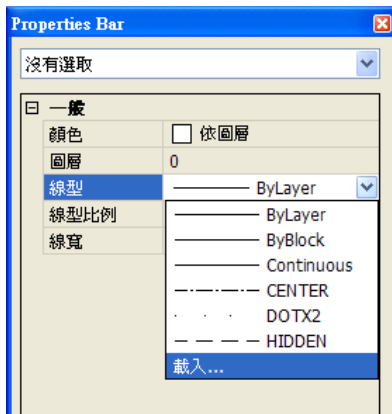 Properties Bar
沒有選取
一般
顏色 依圖層
圖層 0
線型 ByLayer
線型比例 ByLayer
線寬 ByBlock
Continuous
CENTER
DOTX2
HIDDEN
載入...